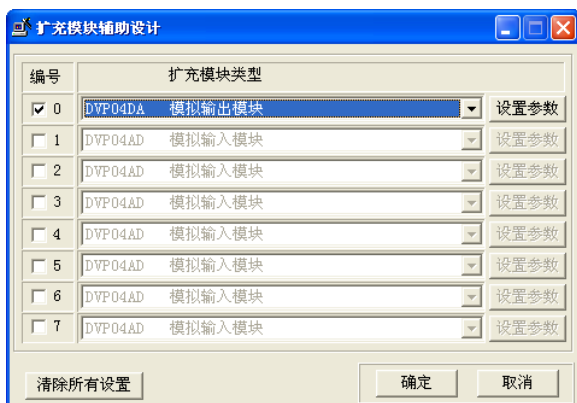 扩充模块辅助设计
编号 扩充模块类型
0 DVP04DA 模拟输出模块 设置参数
1 DVP04AD 模拟输入模块 设置参数
2 DVP04AD 模拟输入模块 设置参数
3 DVP04AD 模拟输入模块 设置参数
4 DVP04AD 模拟输入模块 设置参数
5 DVP04AD 模拟输入模块 设置参数
6 DVP04AD 模拟输入模块 设置参数
7 DVP04AD 模拟输入模块 设置参数
清除所有设置 确定 取消